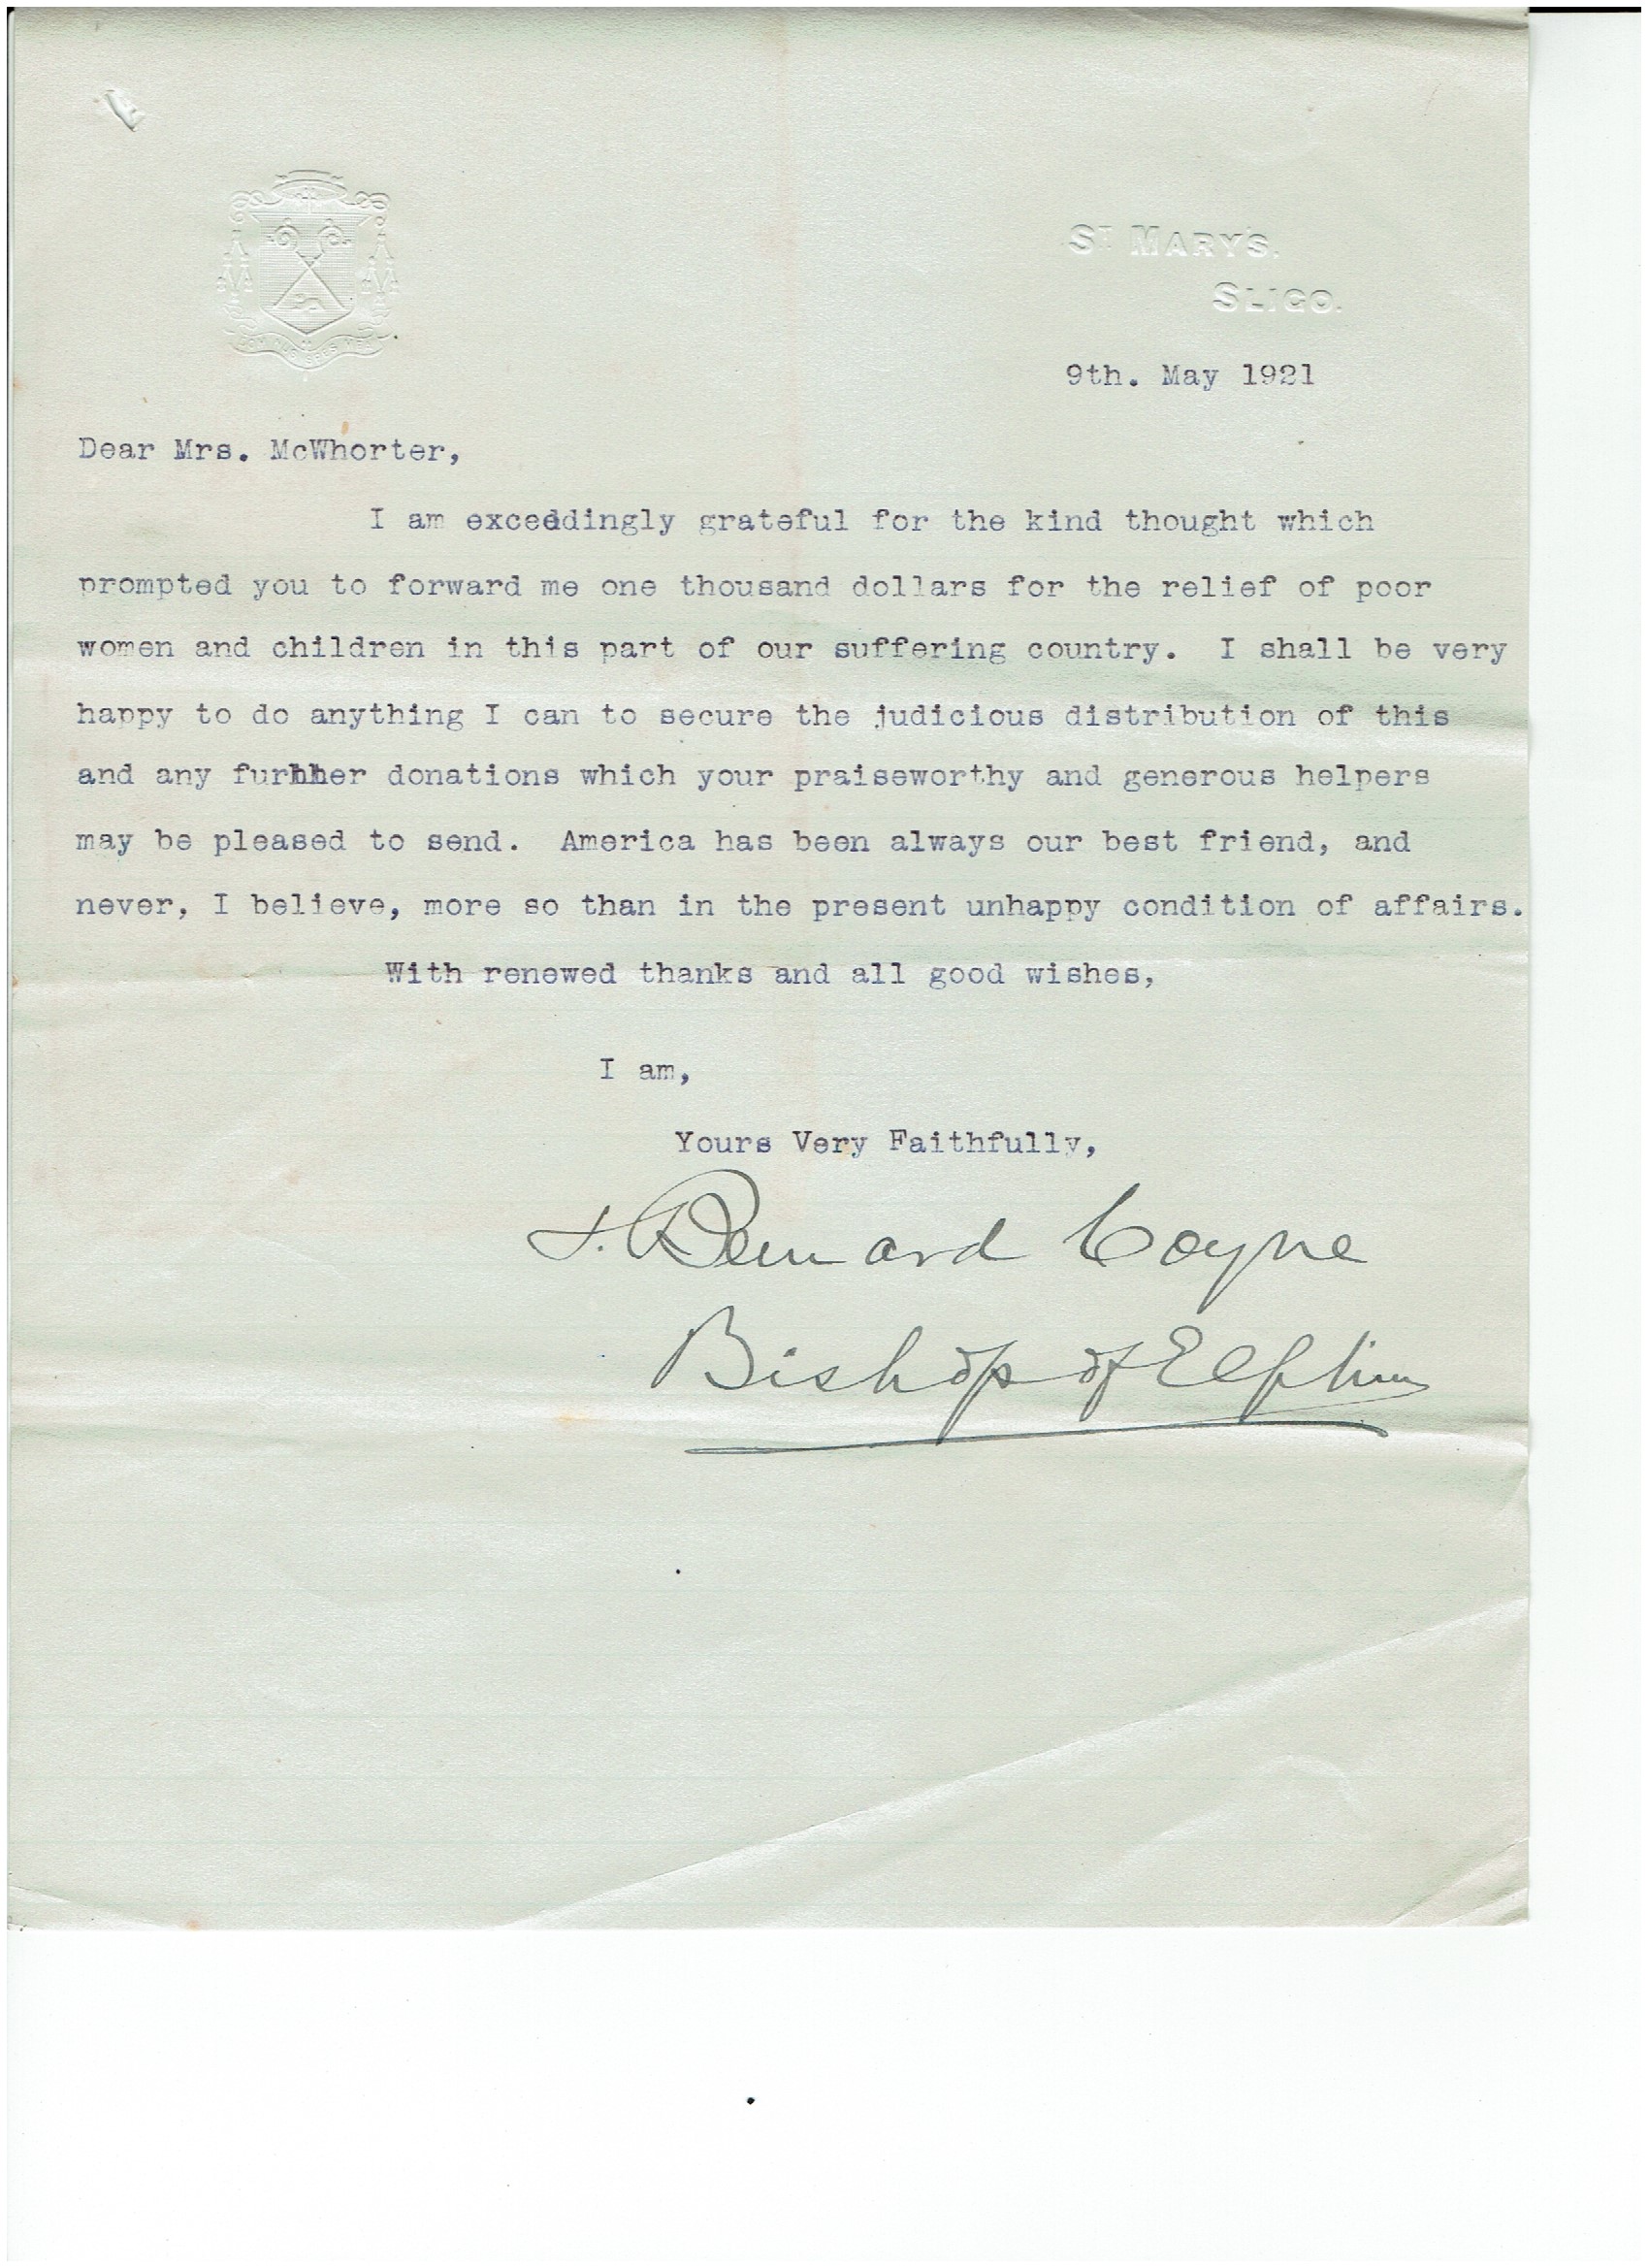 ST MARY'S.
SLIGO.
9th. May 1921
Dear Mrs. McWhorter,
I am exceedingly grateful for the kind thought which
prompted you to forward me one thousand dollars for the relief of poor
women and children in this part of our suffering country. I shall be very
happy to do anything I can to secure the judicious distribution of this
and any further donations which your praiseworthy and generous helpers
may be pleased to send. America has been always our best friend, and
never, I believe, more so than in the present unhappy condition of affairs.
With renewed thanks and all good wishes,
I am,
Yours Very Faithfully,
+. Bernard Coyne
Bishop of Elphin